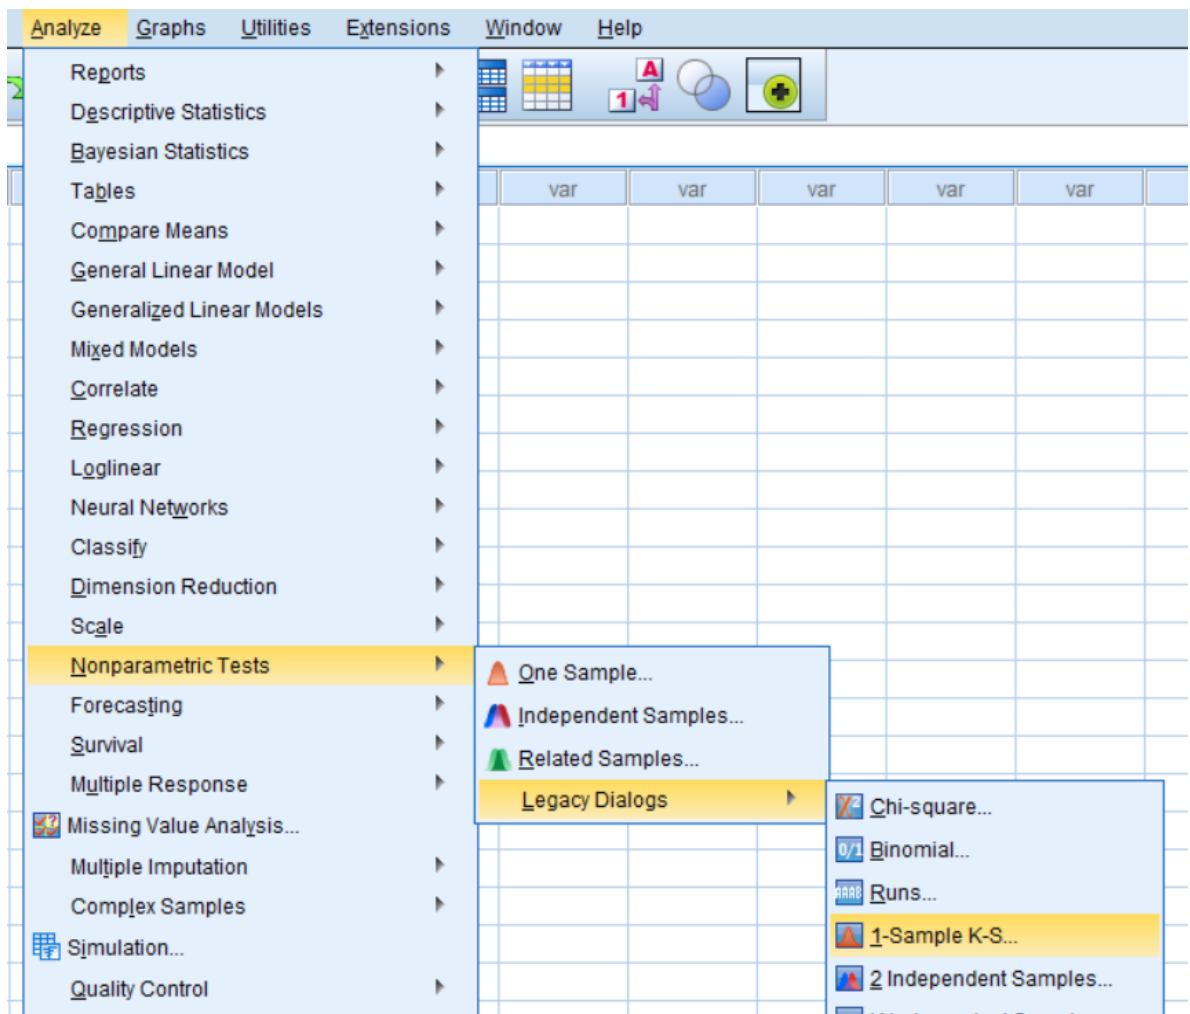 Analyze Graphs Utilities Extensions Window Help
Reports
A
1
Descriptive Statistics
Bayesian Statistics
Tables
var var var var var
Compare Means
General Linear Model
Generalized Linear Models
Mixed Models
Correlate
Regression
Loglinear
Neural Networks
Classify
Dimension Reduction
Scale
Nonparametric Tests
One Sample...
Forecasting
Independent Samples...
Survival
Related Samples...
Multiple Response
Legacy Dialogs
Chi-square...
Missing Value Analysis...
0/1 Binomial...
Multiple Imputation
Runs...
Complex Samples
1-Sample K-S...
Simulation...
2 Independent Samples...
Quality Control